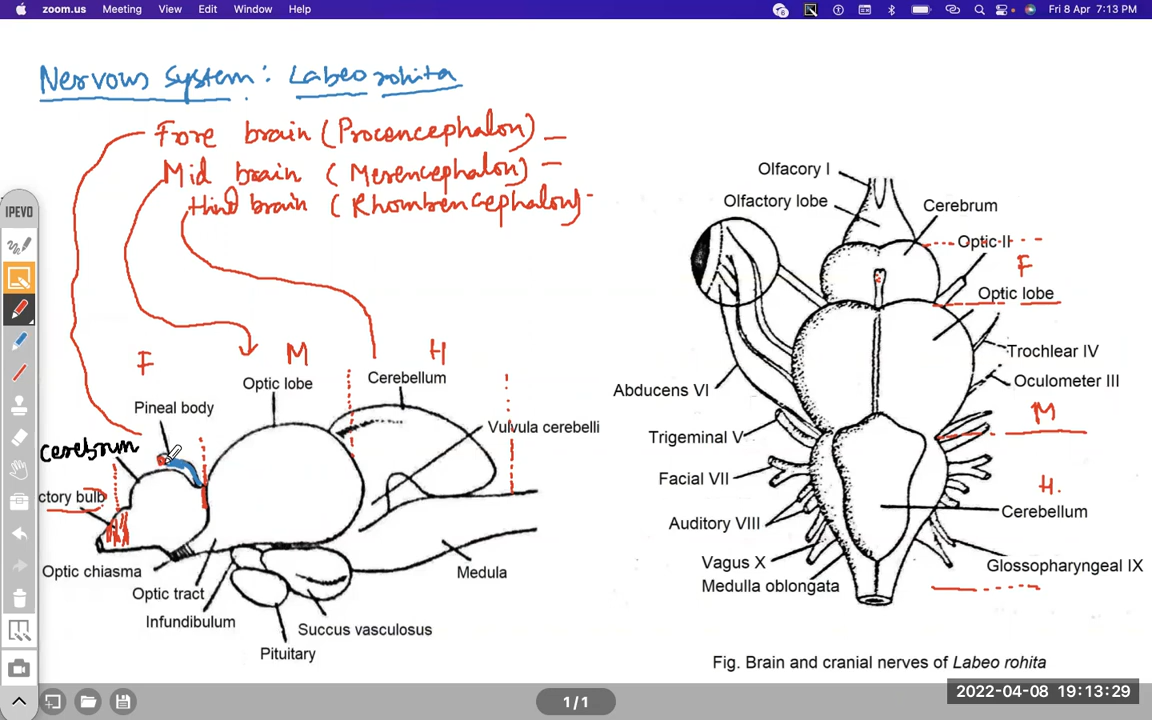 zoom.us Meeting View Edit Window Help Fri 8 Apr 7:13 PM
Nervous System: Labeo rohita
Fore brain (Procencephalon) —
Mid brain (Mesencephalon) —
Hind brain (Rhombencephalon) -
IPEVO
F
M
H
Optic lobe
Cerebellum
Pineal body
Vulvula cerebelli
Cerebrum
ctory bulb
Optic chiasma
Optic tract
Infundibulum
Pituitary
Succus vasculosus
Medula
Olfacory I
Olfactory lobe
Cerebrum
Optic II
F
Optic lobe
Trochlear IV
Oculometer III
Abducens VI
M
Trigeminal V
Facial VII
H.
Cerebellum
Auditory VIII
Vagus X
Glossopharyngeal IX
Medulla oblongata
Fig. Brain and cranial nerves of Labeo rohita
1/1
2022-04-08 19:13:29